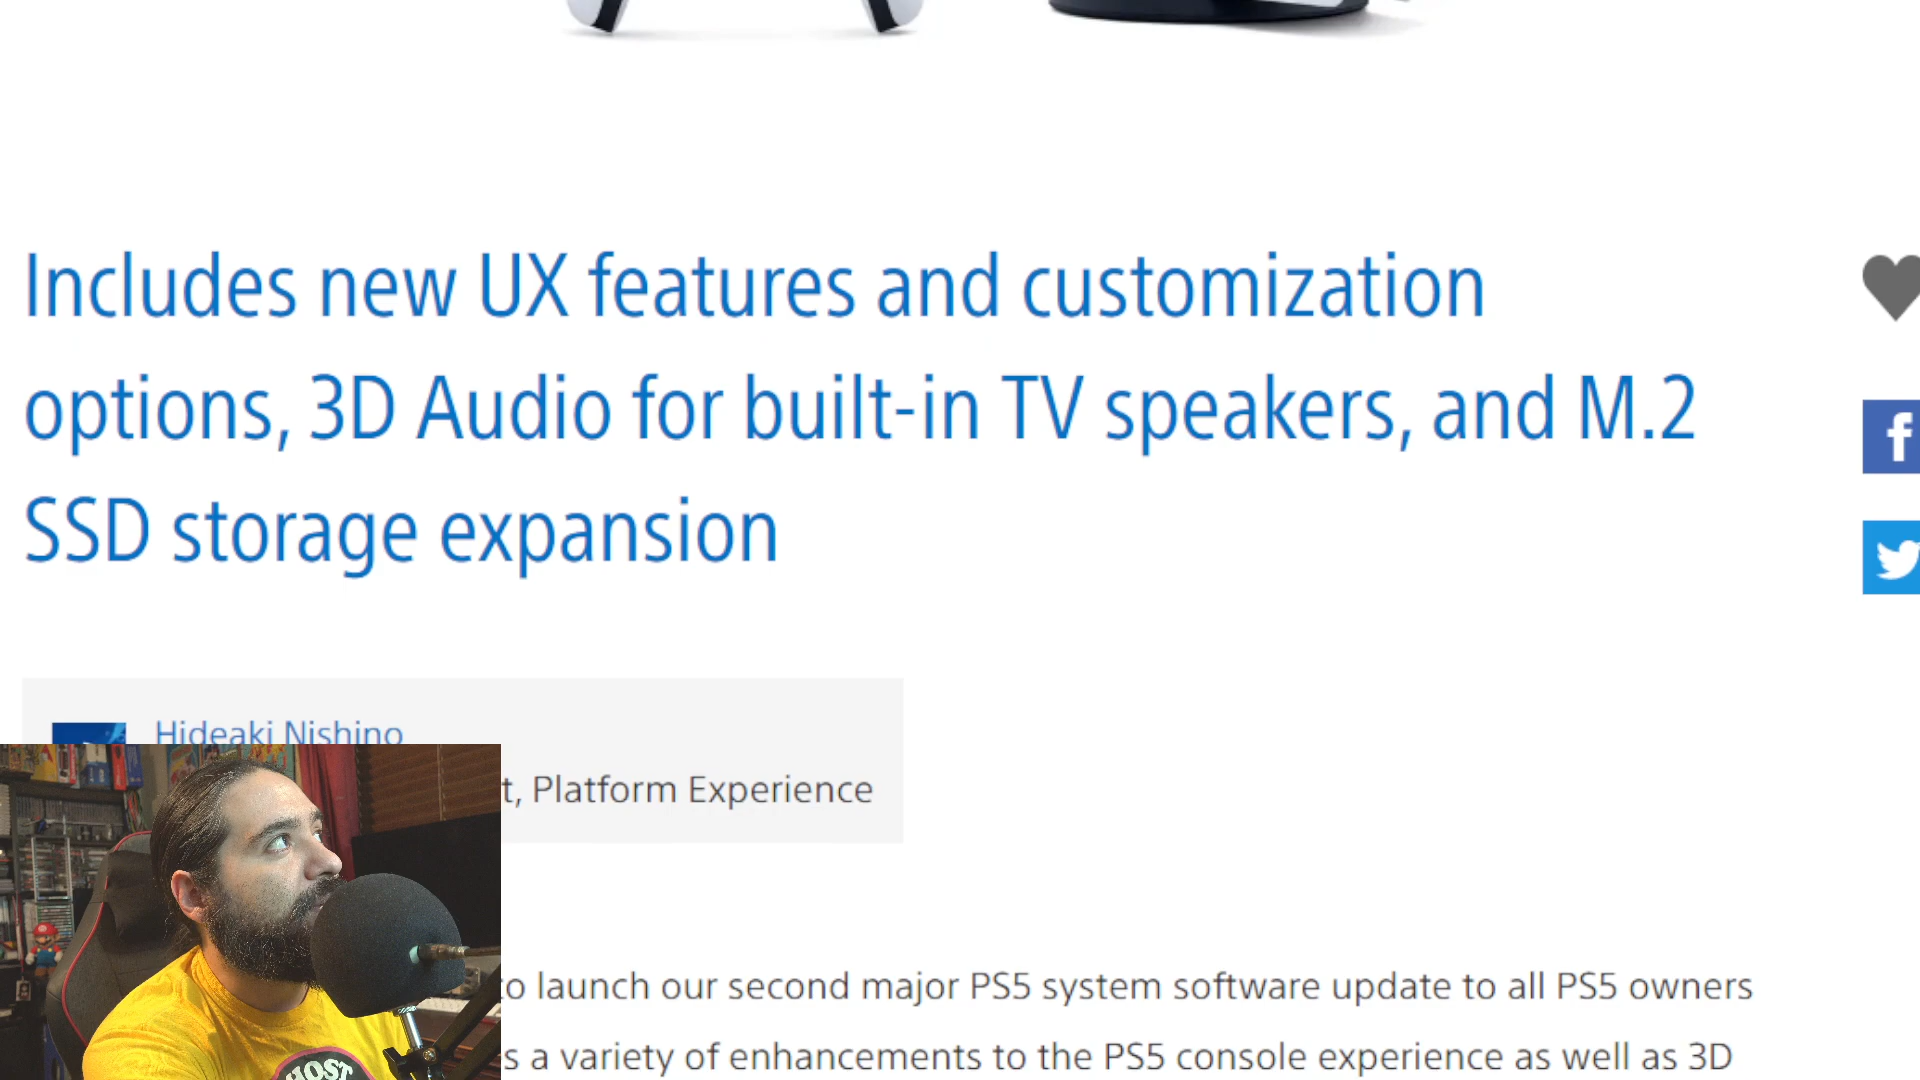 Includes new UX features and customization
options, 3D Audio for built-in TV speakers, and M.2
SSD storage expansion
Hideaki Nishino
t, Platform Experience
to launch our second major PS5 system software update to all PS5 owners
s a variety of enhancements to the PS5 console experience as well as 3D
HOST